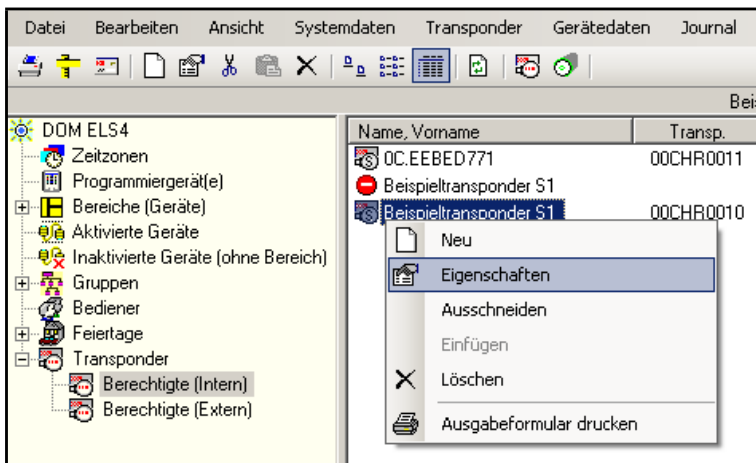 Datei Bearbeiten Ansicht Systemdaten Transponder Gerätedaten Journal
Beis
DOM ELS4
Zeitzonen
Programmiergerät(e)
Bereiche (Geräte)
Aktivierte Geräte
Inaktivierte Geräte (ohne Bereich)
Gruppen
Bediener
Feiertage
Transponder
Berechtigte (Intern)
Berechtigte (Extern)
Name, Vorname Transp.
0C.EEBED771 00CHR0011
Beispieltransponder S1
Beispieltransponder S1 00CHR0010
Neu
Eigenschaften
Ausschneiden
Einfügen
Löschen
Ausgabeformular drucken